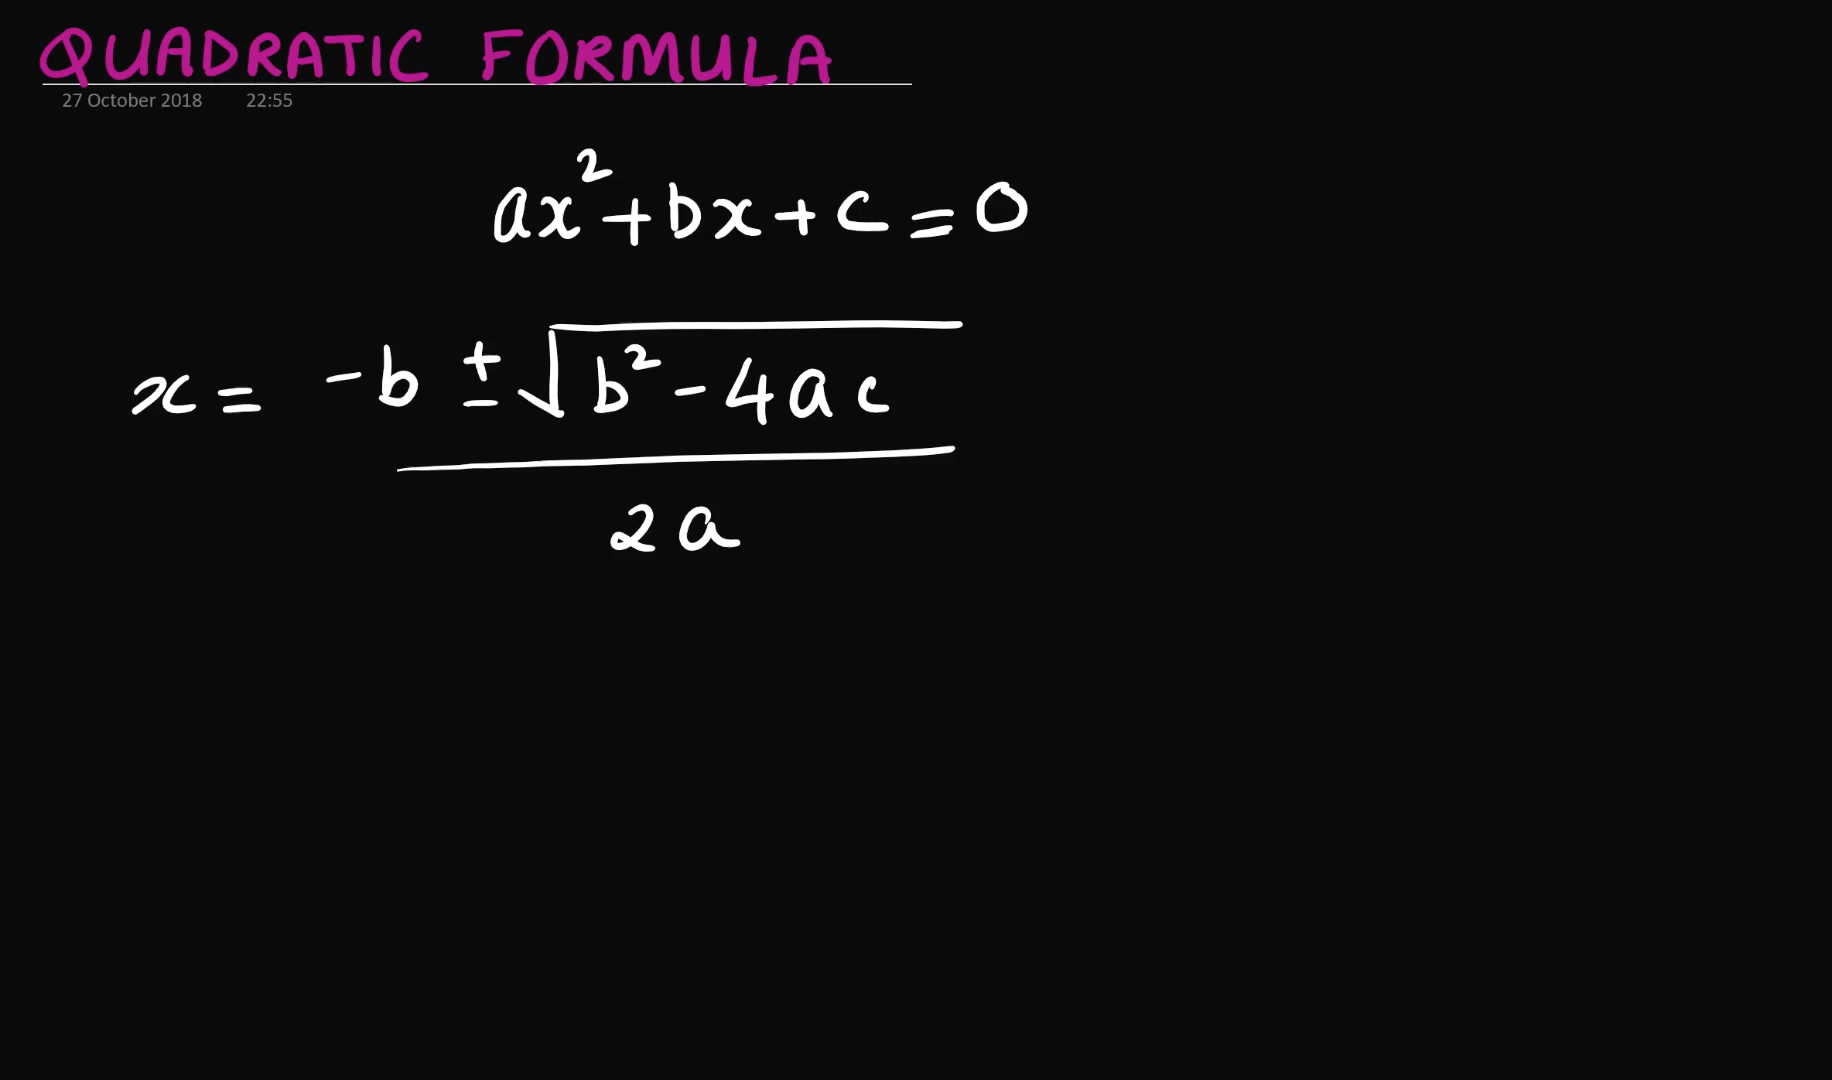 QUADRATIC FORMULA
27 October 2018 22:55
ax² + bx + c = 0
x = -b ± √b² - 4ac
2a